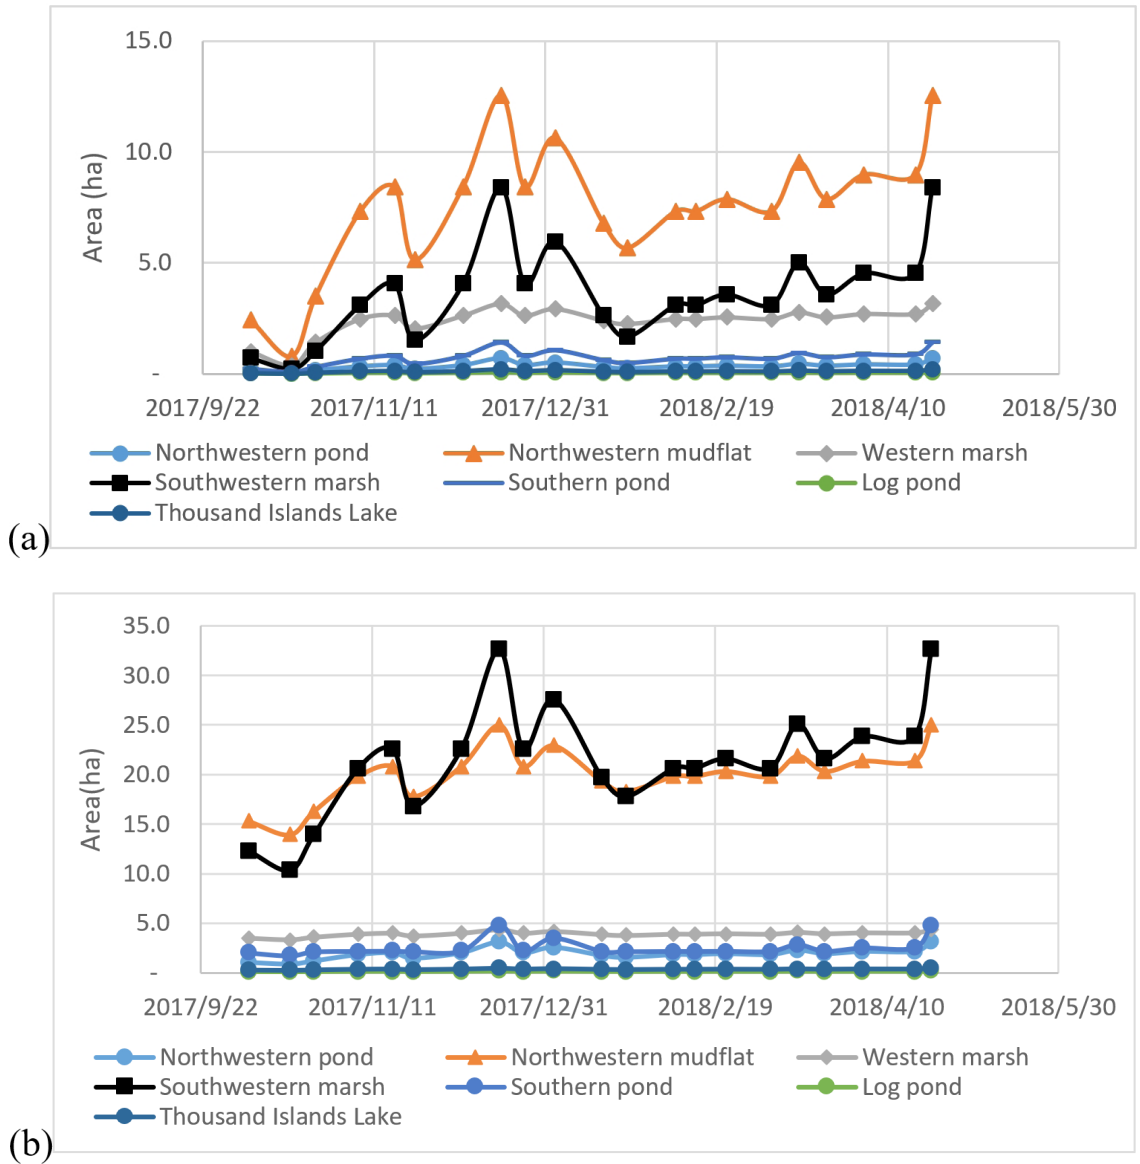 15.0
10.0
5.0
-
Area (ha)
2017/9/22 2017/11/11 2017/12/31 2018/2/19 2018/4/10 2018/5/30
Northwestern pond Northwestern mudflat Western marsh
Southwestern marsh Southern pond Log pond
Thousand Islands Lake
(a)
35.0
30.0
25.0
20.0
15.0
10.0
5.0
-
Area(ha)
2017/9/22 2017/11/11 2017/12/31 2018/2/19 2018/4/10 2018/5/30
Northwestern pond Northwestern mudflat Western marsh
Southwestern marsh Southern pond Log pond
Thousand Islands Lake
(b)